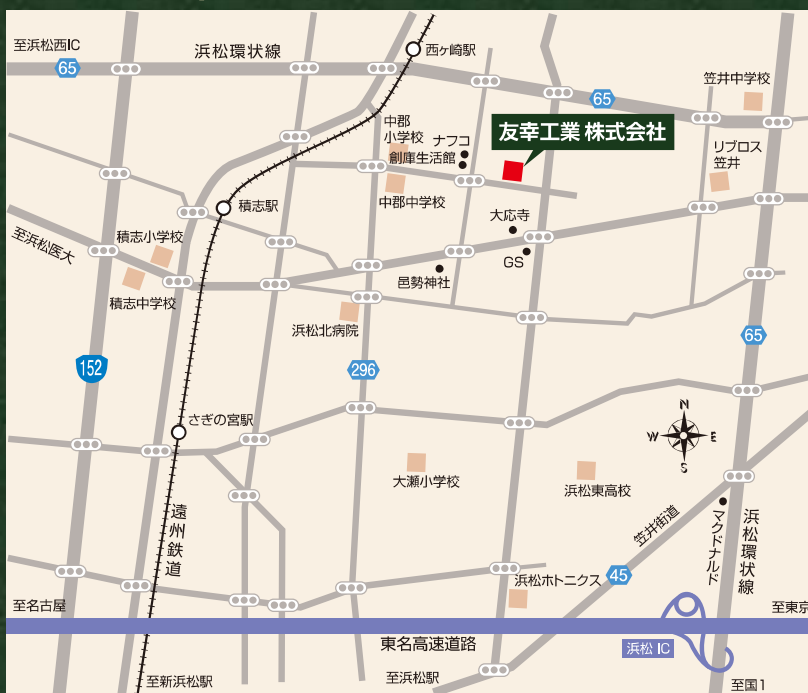 至浜松西IC
65
浜松環状線
西ヶ崎駅
65
笠井中学校
中郡
小学校
ナフコ
創庫生活館
友幸工業 株式会社
リブロス
笠井
中郡中学校
積志駅
大応寺
至浜松医大
積志小学校
GS
邑勢神社
積志中学校
浜松北病院
65
152
296
N
W
E
S
さぎの宮駅
大瀬小学校
浜松東高校
遠州鉄道
笠井街道
マクドナルド
浜松環状線
浜松ホトニクス
45
至名古屋
至東京
東名高速道路
浜松 IC
至新浜松駅
至浜松駅
至国1